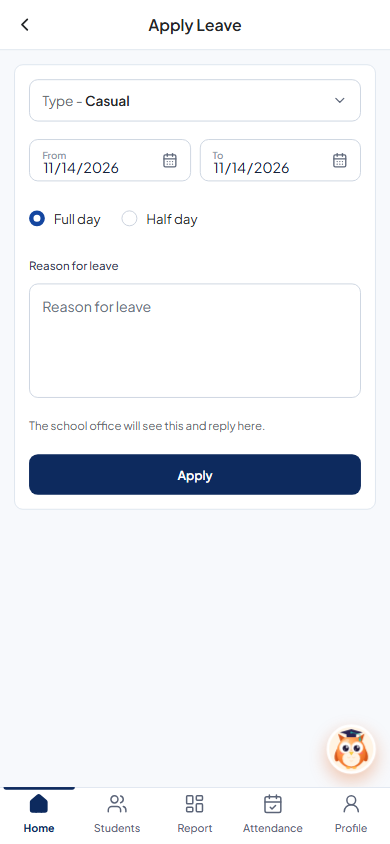 Apply Leave
Type - Casual
From
11/14/2026
To
11/14/2026
Full day
Half day
Reason for leave
Reason for leave
The school office will see this and reply here.
Apply
Home
Students
Report
Attendance
Profile